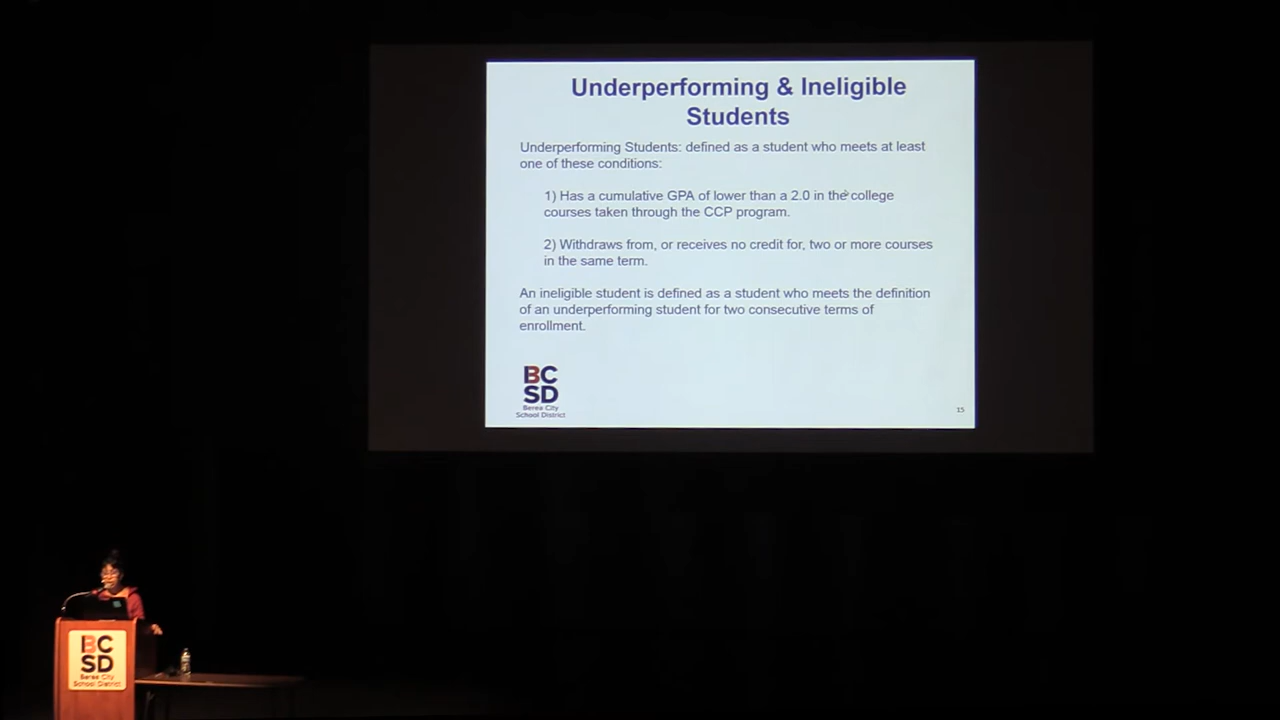 Underperforming & Ineligible
Students
Underperforming Students: defined as a student who meets at least
one of these conditions:
1) Has a cumulative GPA of lower than a 2.0 in the college
courses taken through the CCP program.
2) Withdraws from, or receives no credit for, two or more courses
in the same term.
An ineligible student is defined as a student who meets the definition
of an underperforming student for two consecutive terms of
enrollment.
BC
SD
Berea City
School District
15
BC
SD
Berea City
School District